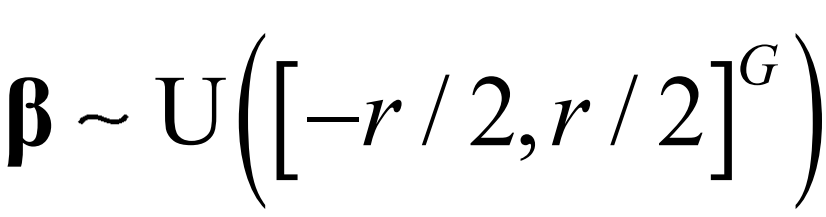 𝛃 ~ U([−r / 2, r / 2]^G)